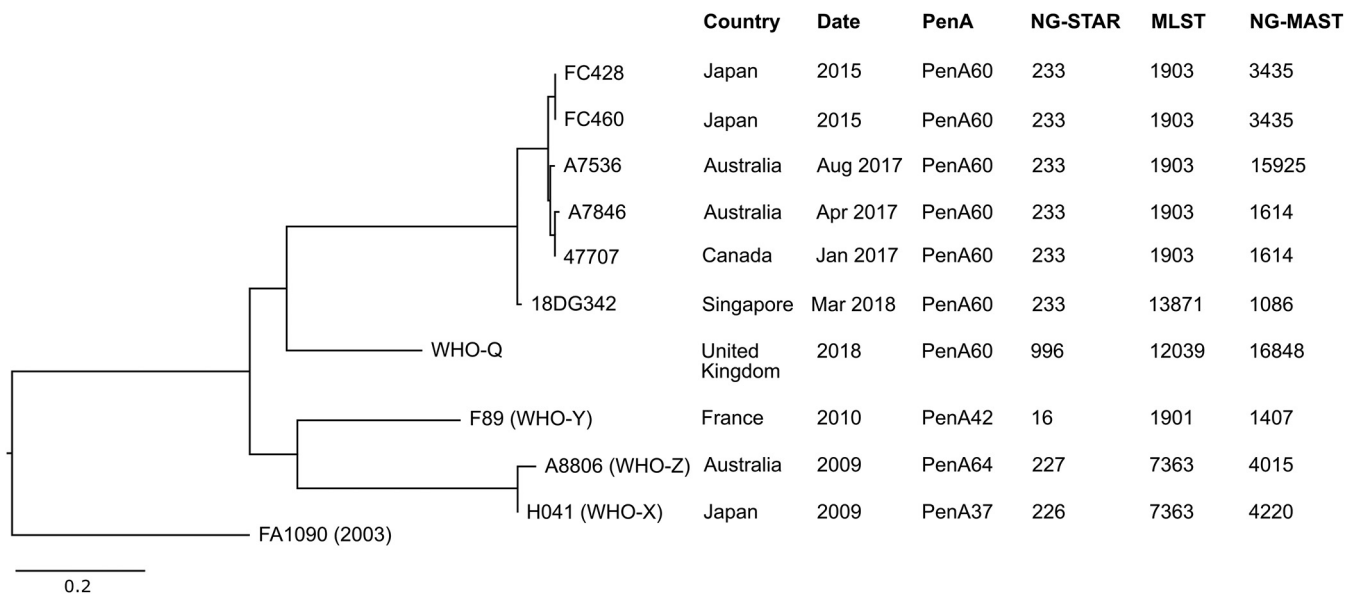 Country Date PenA NG-STAR MLST NG-MAST
FC428 Japan 2015 PenA60 233 1903 3435
FC460 Japan 2015 PenA60 233 1903 3435
A7536 Australia Aug 2017 PenA60 233 1903 15925
A7846 Australia Apr 2017 PenA60 233 1903 1614
47707 Canada Jan 2017 PenA60 233 1903 1614
18DG342 Singapore Mar 2018 PenA60 233 13871 1086
WHO-Q United 2018 PenA60 996 12039 16848
Kingdom
F89 (WHO-Y) France 2010 PenA42 16 1901 1407
A8806 (WHO-Z) Australia 2009 PenA64 227 7363 4015
H041 (WHO-X) Japan 2009 PenA37 226 7363 4220
FA1090 (2003)
0.2